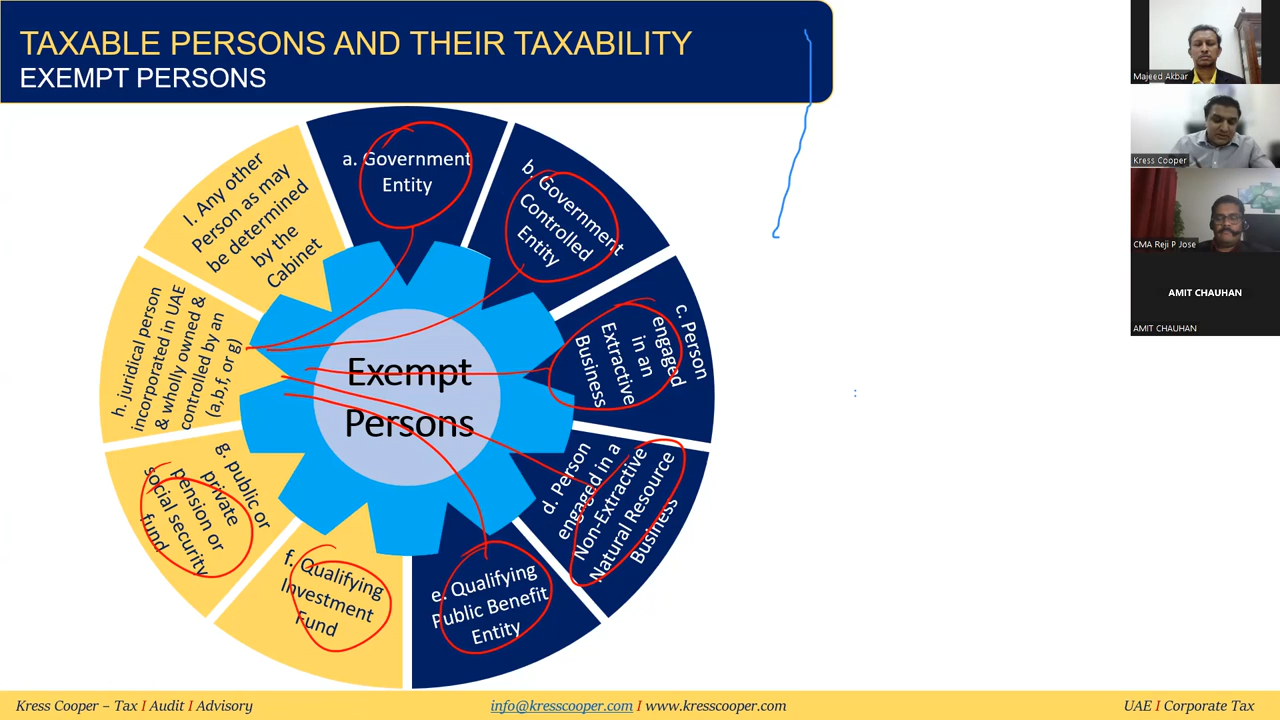 TAXABLE PERSONS AND THEIR TAXABILITY
EXEMPT PERSONS
a. Government
Entity
b. Government
Controlled
Entity
c. Person
engaged
in an
Extractive
Business
d. Person
engaged in a
Non-Extractive
Natural Resource
Business
e. Qualifying
Public Benefit
Entity
f. Qualifying
Investment
Fund
g. public or
private
pension or
social security
fund
h. juridical person
incorporated in UAE
& wholly owned &
controlled by an
(a,b,f, or g)
l. Any other
Person as may
be determined
by the
Cabinet
Exempt
Persons
Majeed Akbar
Kress Cooper
CMA Reji P Jose
AMIT CHAUHAN
AMIT CHAUHAN
Kress Cooper – Tax I Audit I Advisory
info@kresscooper.com I www.kresscooper.com
UAE I Corporate Tax